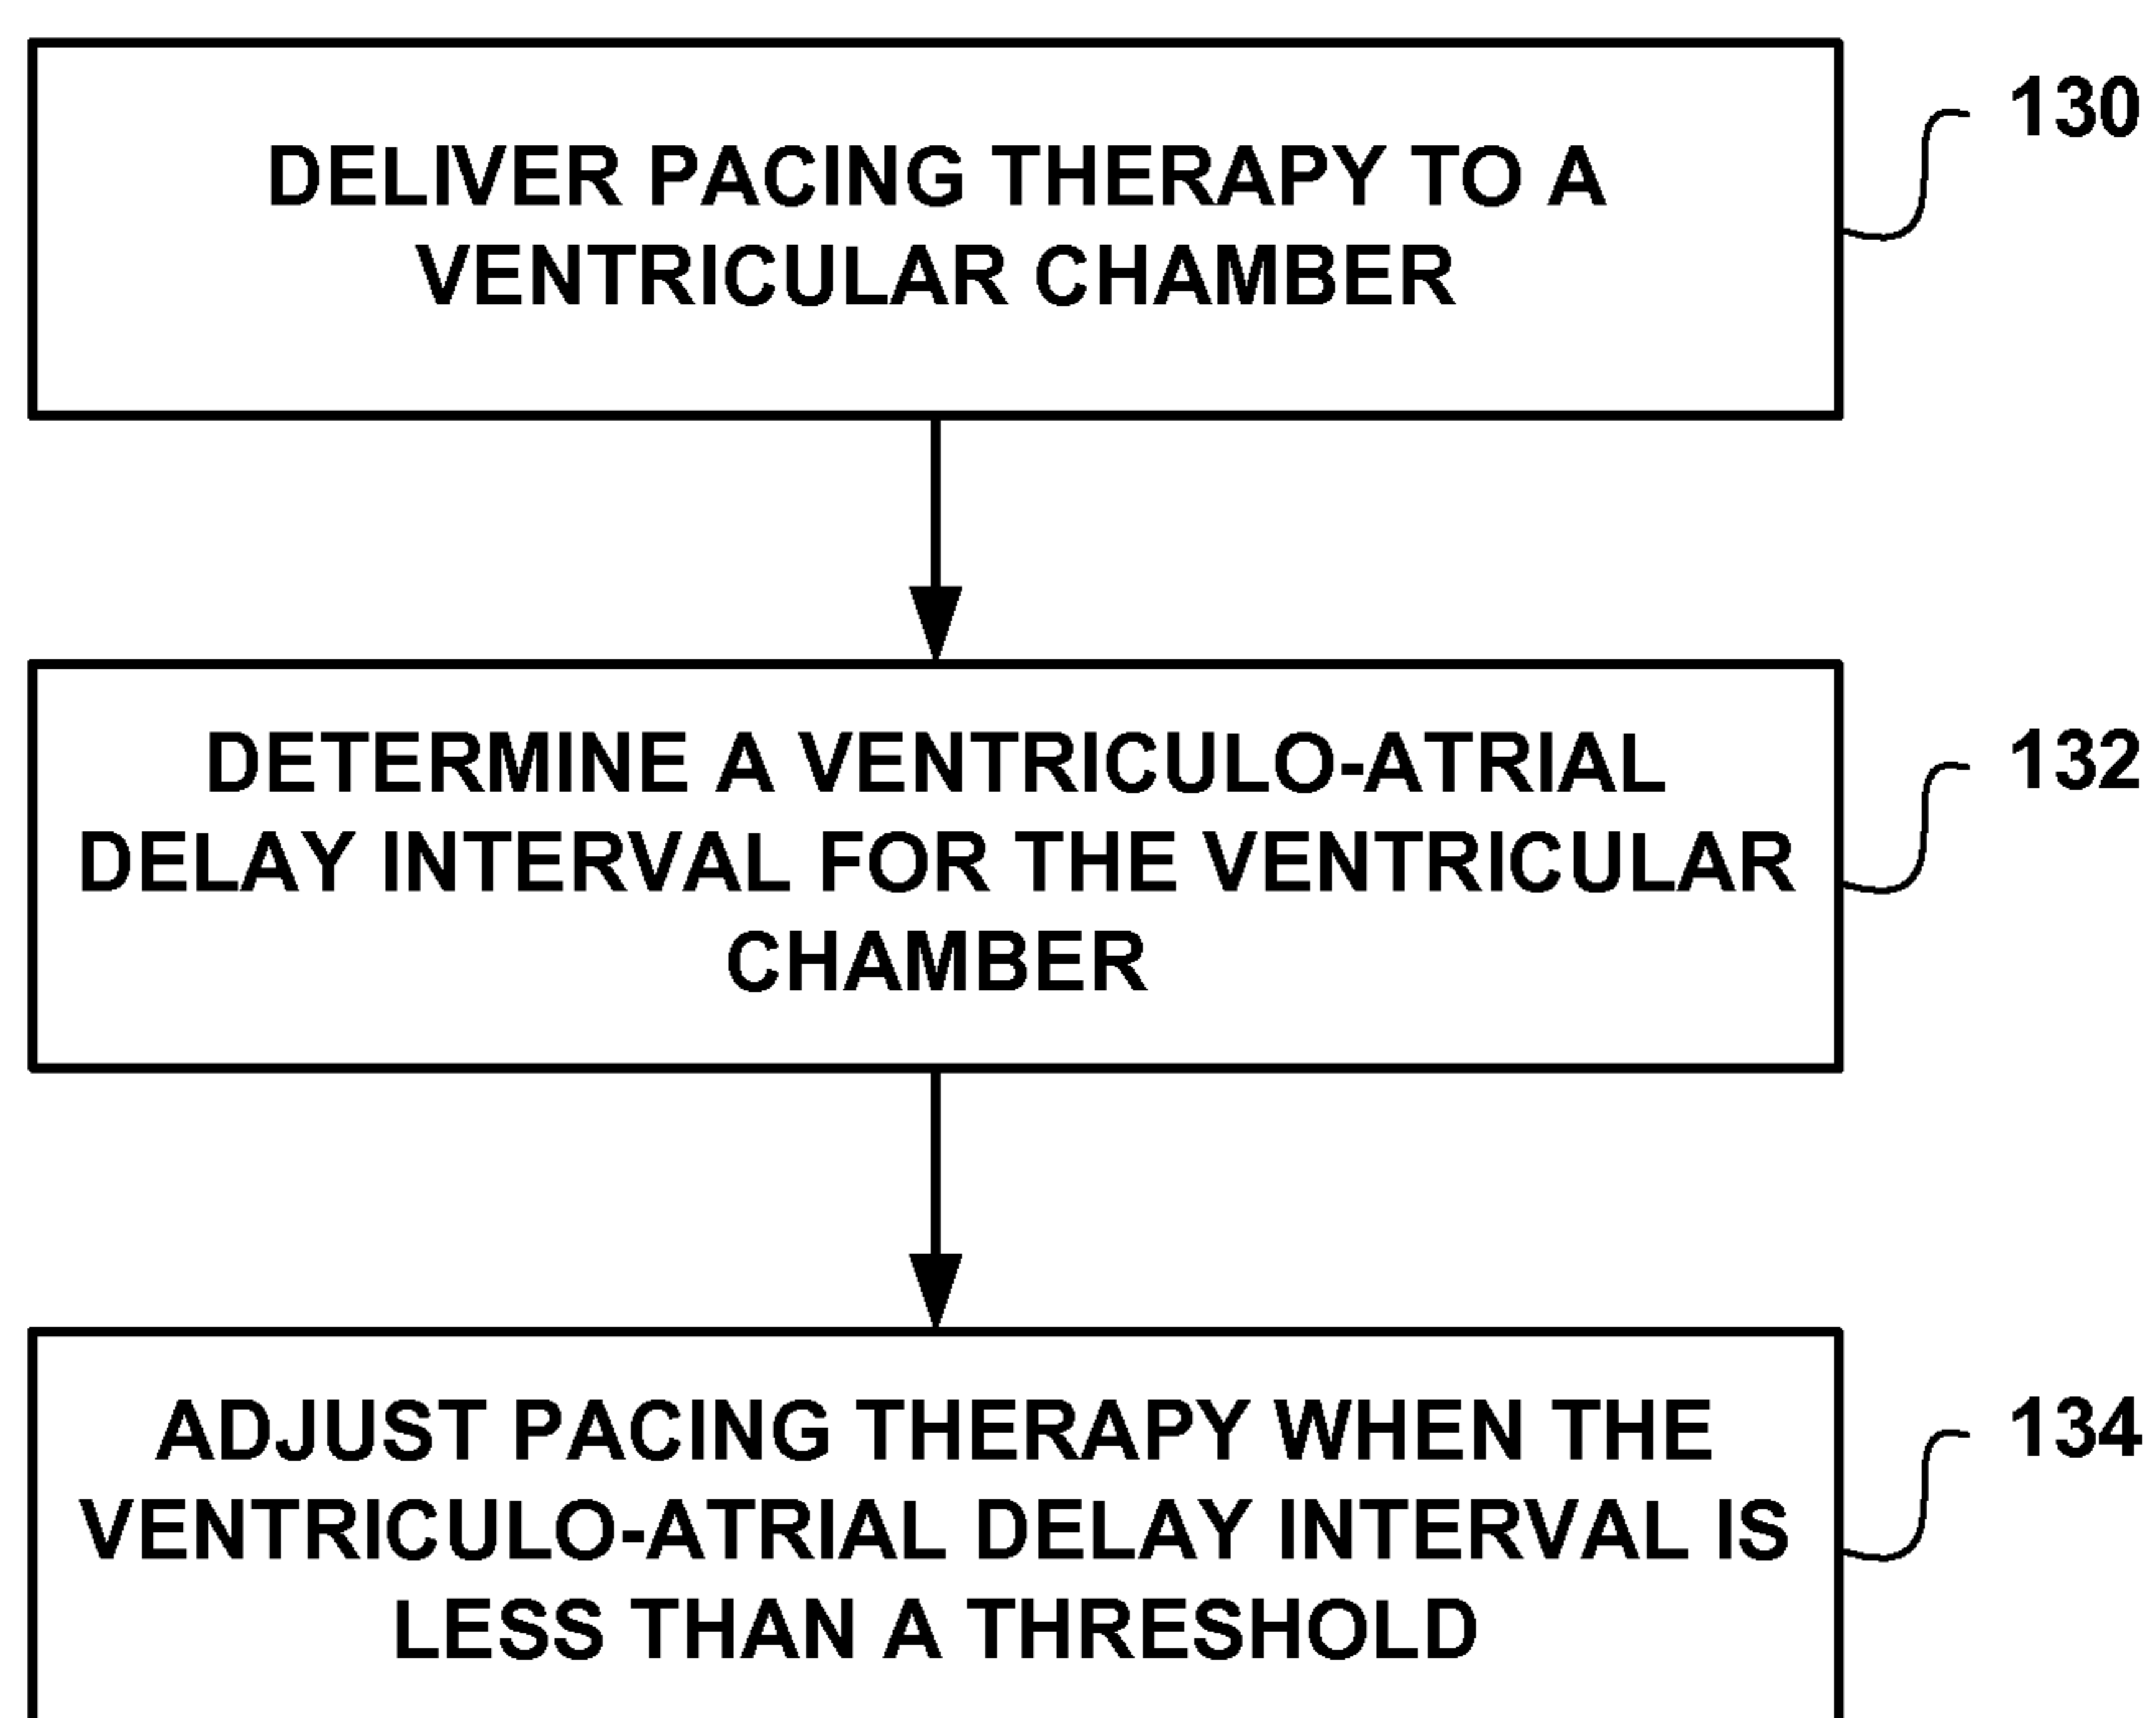 DELIVER PACING THERAPY TO A
VENTRICULAR CHAMBER
130
DETERMINE A VENTRICULO-ATRIAL
DELAY INTERVAL FOR THE VENTRICULAR
CHAMBER
132
ADJUST PACING THERAPY WHEN THE
VENTRICULO-ATRIAL DELAY INTERVAL IS
LESS THAN A THRESHOLD
134